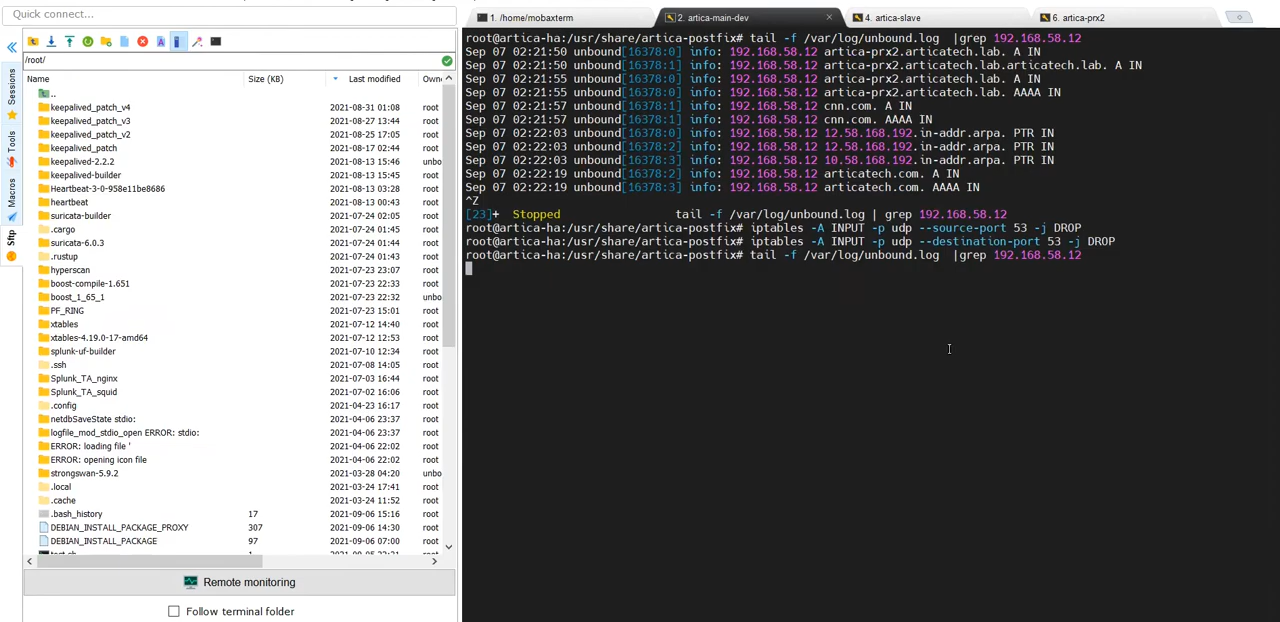 Quick connect...
1. /home/mobaxterm
2. artica-main-dev
4. artica-slave
6. artica-prx2
Sessions
Tools
Macros
Sftp
/root/
Name Size (KB) Last modified Owne
..
keepalived_patch_v4 2021-08-31 01:08 root
keepalived_patch_v3 2021-08-27 13:44 root
keepalived_patch_v2 2021-08-25 17:05 root
keepalived_patch 2021-08-17 02:44 root
keepalived-2.2.2 2021-08-13 15:46 unbo
keepalived-builder 2021-08-13 15:45 root
Heartbeat-3-0-958e11be8686 2021-08-13 03:28 root
heartbeat 2021-08-13 00:43 root
suricata-builder 2021-07-24 02:05 root
.cargo 2021-07-24 01:45 root
suricata-6.0.3 2021-07-24 01:44 root
.rustup 2021-07-24 01:43 root
hyperscan 2021-07-23 23:07 root
boost-compile-1.651 2021-07-23 22:33 root
boost_1_65_1 2021-07-23 22:32 unbo
PF_RING 2021-07-23 15:01 root
xtables 2021-07-12 14:40 root
xtables-4.19.0-17-amd64 2021-07-12 12:53 root
splunk-uf-builder 2021-07-10 12:34 root
.ssh 2021-07-08 14:05 root
Splunk_TA_nginx 2021-07-03 16:44 root
Splunk_TA_squid 2021-07-02 16:06 root
.config 2021-04-23 16:17 root
netdbSaveState stdio: 2021-04-06 23:37 root
logfile_mod_stdio_open ERROR: stdio: 2021-04-06 23:37 root
ERROR: loading file ' 2021-04-06 22:02 root
ERROR: opening icon file 2021-04-06 22:02 root
strongswan-5.9.2 2021-03-28 04:20 unbo
.local 2021-03-24 17:41 root
.cache 2021-03-24 11:52 root
.bash_history 17 2021-09-06 15:16 root
DEBIAN_INSTALL_PACKAGE_PROXY 307 2021-09-06 14:30 root
DEBIAN_INSTALL_PACKAGE 97 2021-09-06 07:00 root
Remote monitoring
Follow terminal folder
root@artica-ha:/usr/share/artica-postfix# tail -f /var/log/unbound.log  |grep 192.168.58.12
Sep 07 02:21:50 unbound[16378:0] info: 192.168.58.12 artica-prx2.articatech.lab. A IN
Sep 07 02:21:50 unbound[16378:1] info: 192.168.58.12 artica-prx2.articatech.lab.articatech.lab. A IN
Sep 07 02:21:55 unbound[16378:0] info: 192.168.58.12 artica-prx2.articatech.lab. A IN
Sep 07 02:21:55 unbound[16378:0] info: 192.168.58.12 artica-prx2.articatech.lab. AAAA IN
Sep 07 02:21:57 unbound[16378:1] info: 192.168.58.12 cnn.com. A IN
Sep 07 02:21:57 unbound[16378:1] info: 192.168.58.12 cnn.com. AAAA IN
Sep 07 02:22:03 unbound[16378:0] info: 192.168.58.12 12.58.168.192.in-addr.arpa. PTR IN
Sep 07 02:22:03 unbound[16378:2] info: 192.168.58.12 12.58.168.192.in-addr.arpa. PTR IN
Sep 07 02:22:03 unbound[16378:3] info: 192.168.58.12 10.58.168.192.in-addr.arpa. PTR IN
Sep 07 02:22:19 unbound[16378:2] info: 192.168.58.12 articatech.com. A IN
Sep 07 02:22:19 unbound[16378:3] info: 192.168.58.12 articatech.com. AAAA IN
^Z
[23]+  Stopped                 tail -f /var/log/unbound.log | grep 192.168.58.12
root@artica-ha:/usr/share/artica-postfix# iptables -A INPUT -p udp --source-port 53 -j DROP
root@artica-ha:/usr/share/artica-postfix# iptables -A INPUT -p udp --destination-port 53 -j DROP
root@artica-ha:/usr/share/artica-postfix# tail -f /var/log/unbound.log  |grep 192.168.58.12